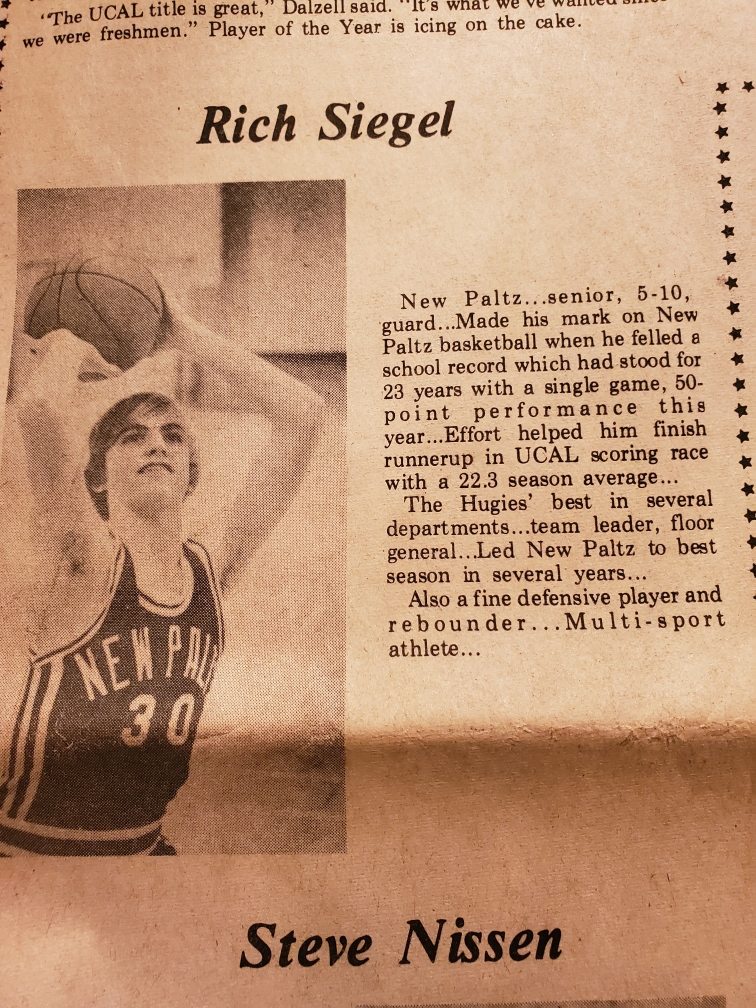 "The UCAL title is great," Dalzell said. "It's what we've wanted since
we were freshmen." Player of the Year is icing on the cake.
Rich Siegel
New Paltz...senior, 5-10,
guard...Made his mark on New
Paltz basketball when he felled a
school record which had stood for
23 years with a single game, 50-
point performance this
year...Effort helped him finish
runnerup in UCAL scoring race
with a 22.3 season average...
The Hugies' best in several
departments...team leader, floor
general...Led New Paltz to best
season in several years...
Also a fine defensive player and
rebounder...Multi-sport
athlete...
NEW PAL
30
Steve Nissen